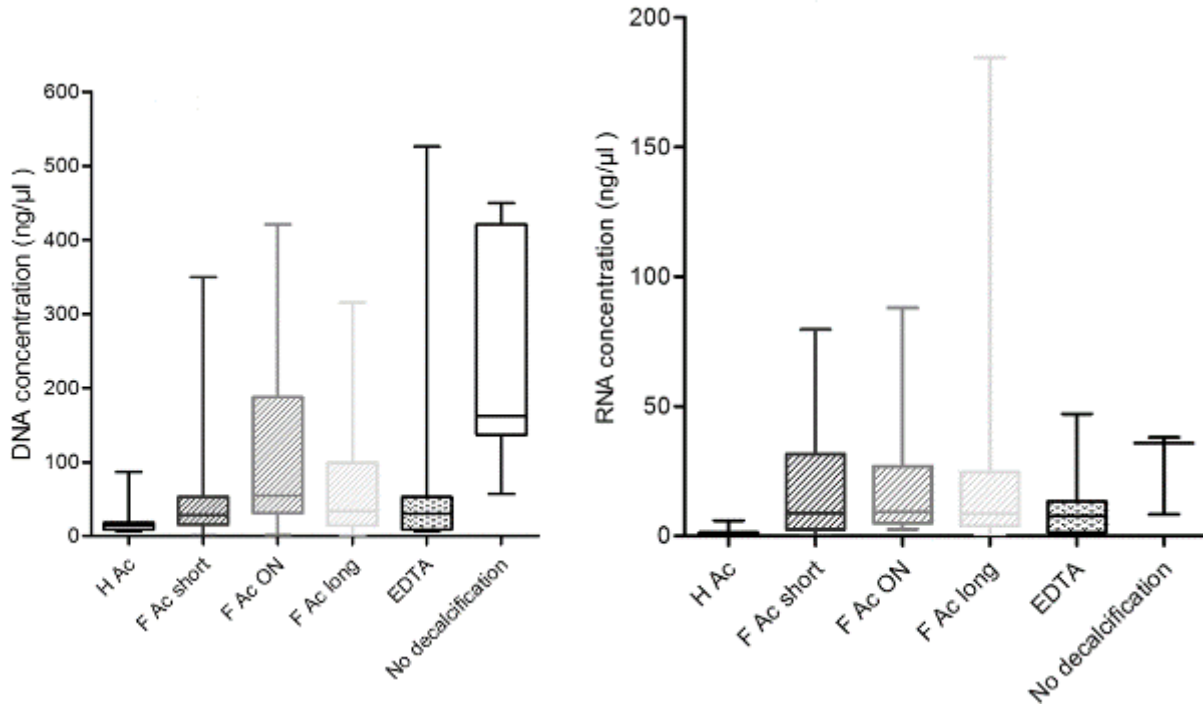 DNA concentration (ng/µl)
600
500
400
300
200
100
0
H Ac
F Ac short
F Ac ON
F Ac long
EDTA
No decalcification
RNA concentration (ng/µl )
200
150
100
50
0
H Ac
F Ac short
F Ac ON
F Ac long
EDTA
No decalcification